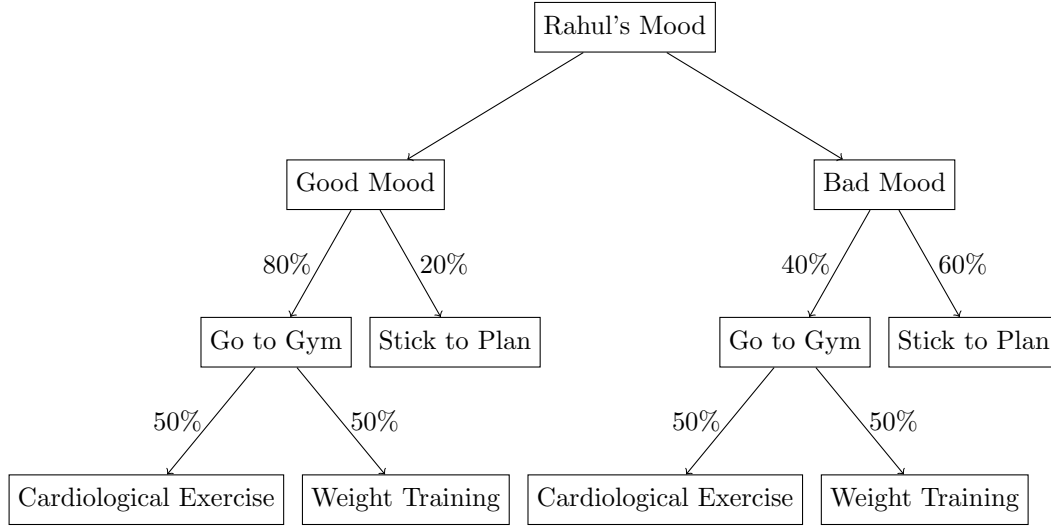 Rahul's Mood
Good Mood
Bad Mood
80%
20%
40%
60%
Go to Gym
Stick to Plan
Go to Gym
Stick to Plan
50%
50%
50%
50%
Cardiological Exercise
Weight Training
Cardiological Exercise
Weight Training